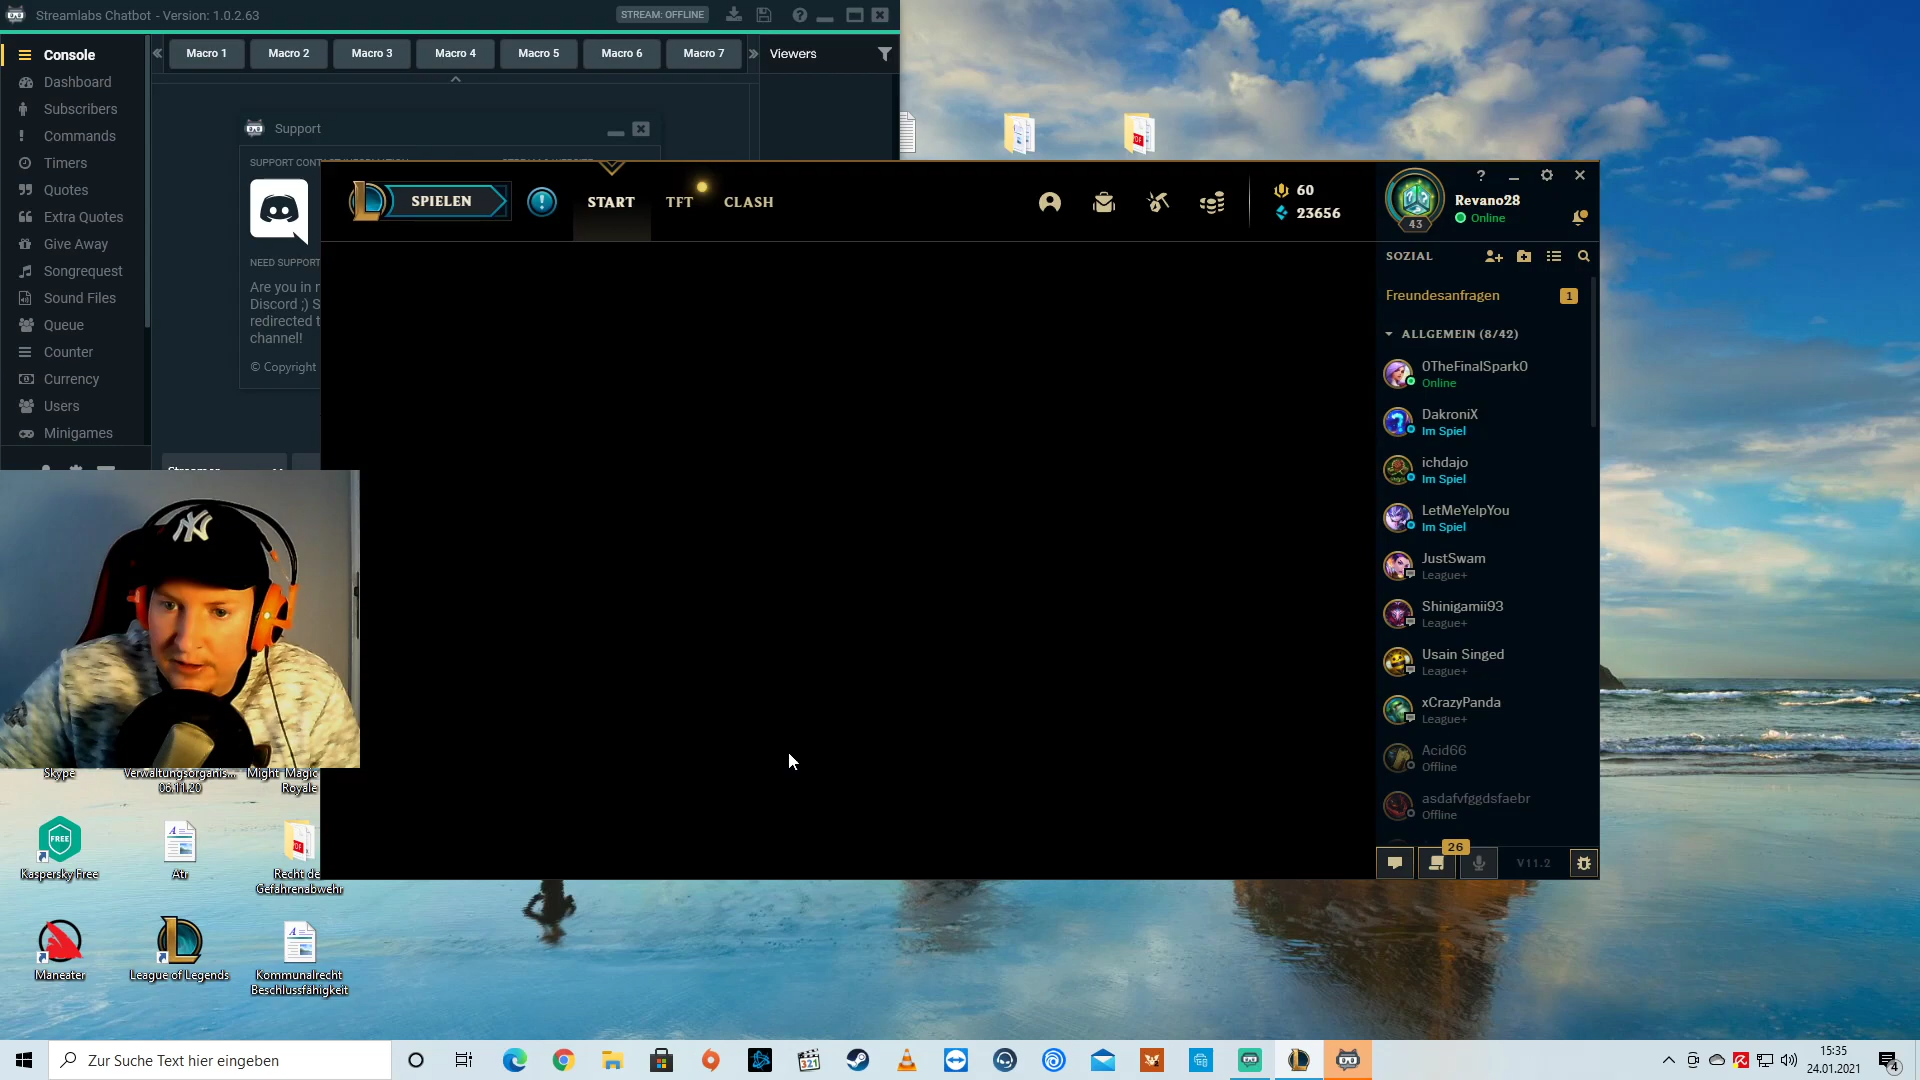 Streamlabs Chatbot - Version: 1.0.2.63
STREAM: OFFLINE
Console
Dashboard
Subscribers
Commands
Timers
Quotes
Extra Quotes
Give Away
Songrequest
Sound Files
Queue
Counter
Currency
Users
Minigames
Macro 1
Macro 2
Macro 3
Macro 4
Macro 5
Macro 6
Macro 7
Viewers
Support
NEED SUPPORT
Are you in
Discord ;) S
redirected t
channel!
© Copyright
SPIELEN
START
TFT
CLASH
60
23656
43
Revano28
Online
SOZIAL
Freundesanfragen
1
ALLGEMEIN (8/42)
0TheFinalSpark0
Online
DakroniX
Im Spiel
ichdajo
Im Spiel
LetMeYelpYou
Im Spiel
JustSwam
League+
Shinigamii93
League+
Usain Singed
League+
xCrazyPanda
League+
Acid66
Offline
asdafvfggdsfaebr
Offline
26
V11.2
NY
Skype
Verwaltungsorganis...
06.11.20
Might Magic
Royale
FREE
Kaspersky Free
Atr
Recht de
Gefahrenabwehr
Maneater
League of Legends
Kommunalrecht
Beschlussfähigkeit
Zur Suche Text hier eingeben
321
15:35
24.01.2021
4